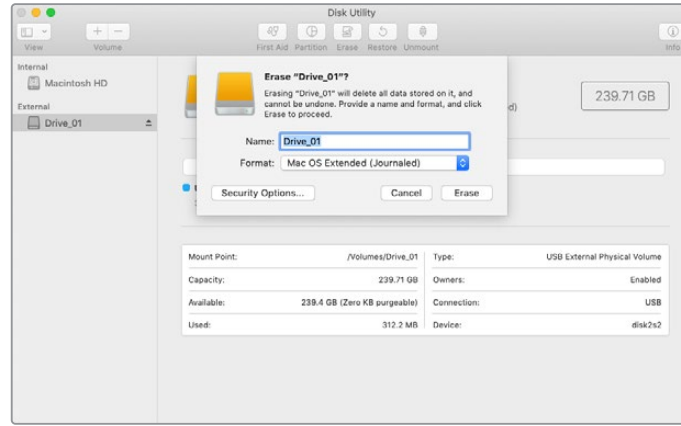 Disk Utility
View
Volume
First Aid Partition Erase Restore Unmount
Info
Internal
Macintosh HD
External
Drive_01
Erase "Drive_01"?
Erasing "Drive_01" will delete all data stored on it, and
cannot be undone. Provide a name and format, and click
Erase to proceed.
Name: Drive_01
Format: Mac OS Extended (Journaled)
Security Options... Cancel Erase
239.71 GB
Mount Point: /Volumes/Drive_01 Type: USB External Physical Volume
Capacity: 239.71 GB Owners: Enabled
Available: 239.4 GB (Zero KB purgeable) Connection: USB
Used: 312.2 MB Device: disk2s2